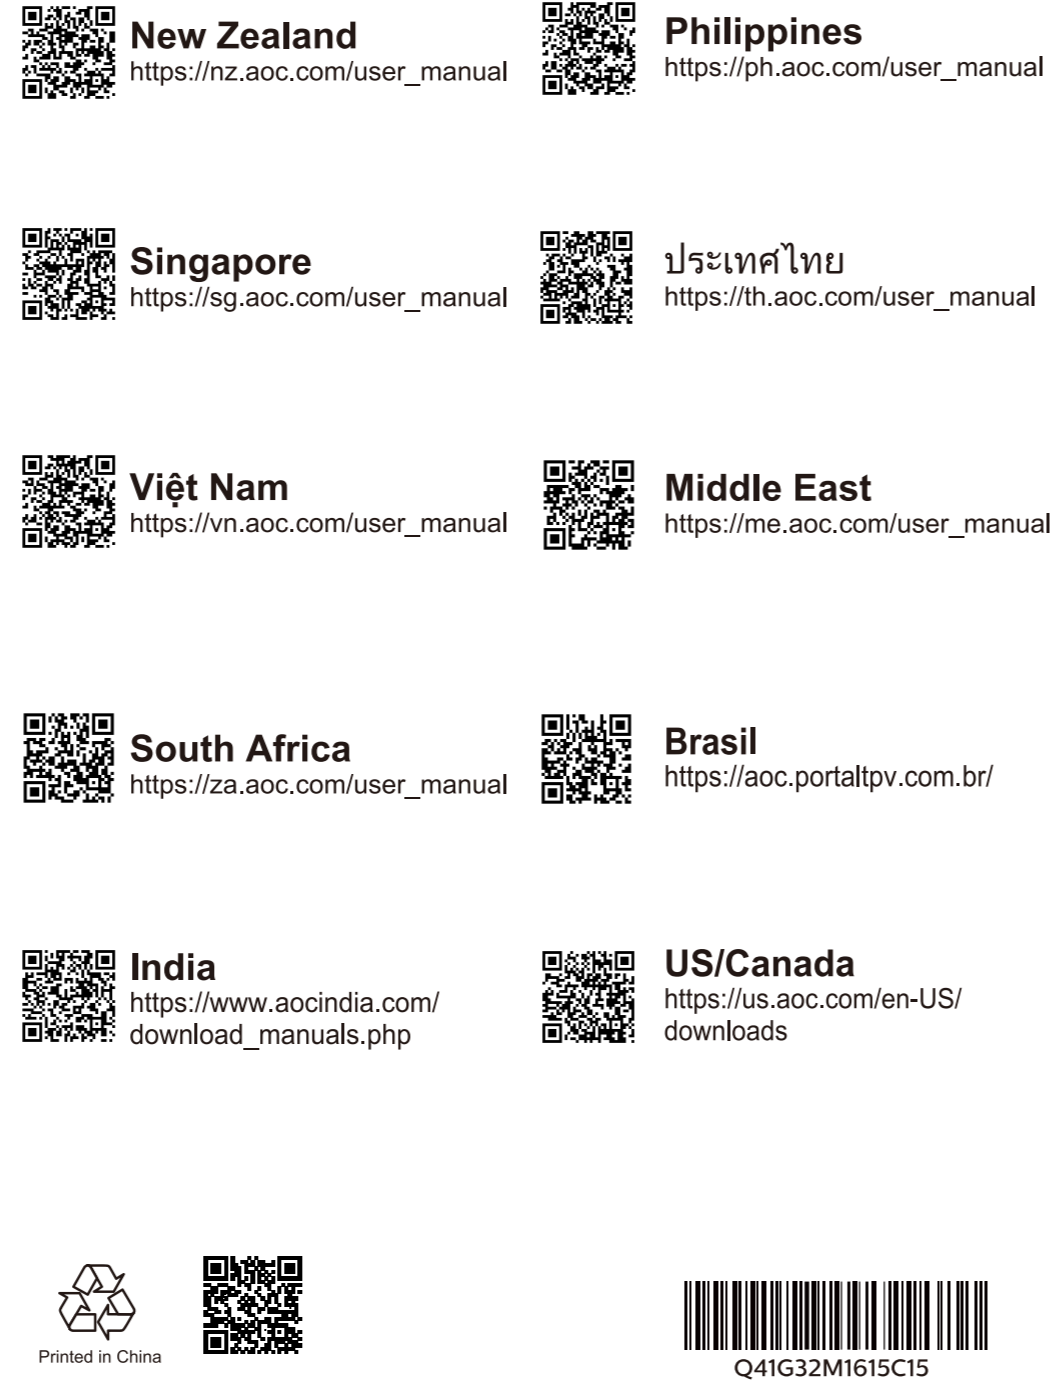 New Zealand
https://nz.aoc.com/user_manual
Philippines
https://ph.aoc.com/user_manual
Singapore
https://sg.aoc.com/user_manual
ประเทศไทย
https://th.aoc.com/user_manual
Việt Nam
https://vn.aoc.com/user_manual
Middle East
https://me.aoc.com/user_manual
South Africa
https://za.aoc.com/user_manual
Brasil
https://aoc.portaltpv.com.br/
India
https://www.aocindia.com/
download_manuals.php
US/Canada
https://us.aoc.com/en-US/
downloads
Printed in China
Q41G32M1615C15